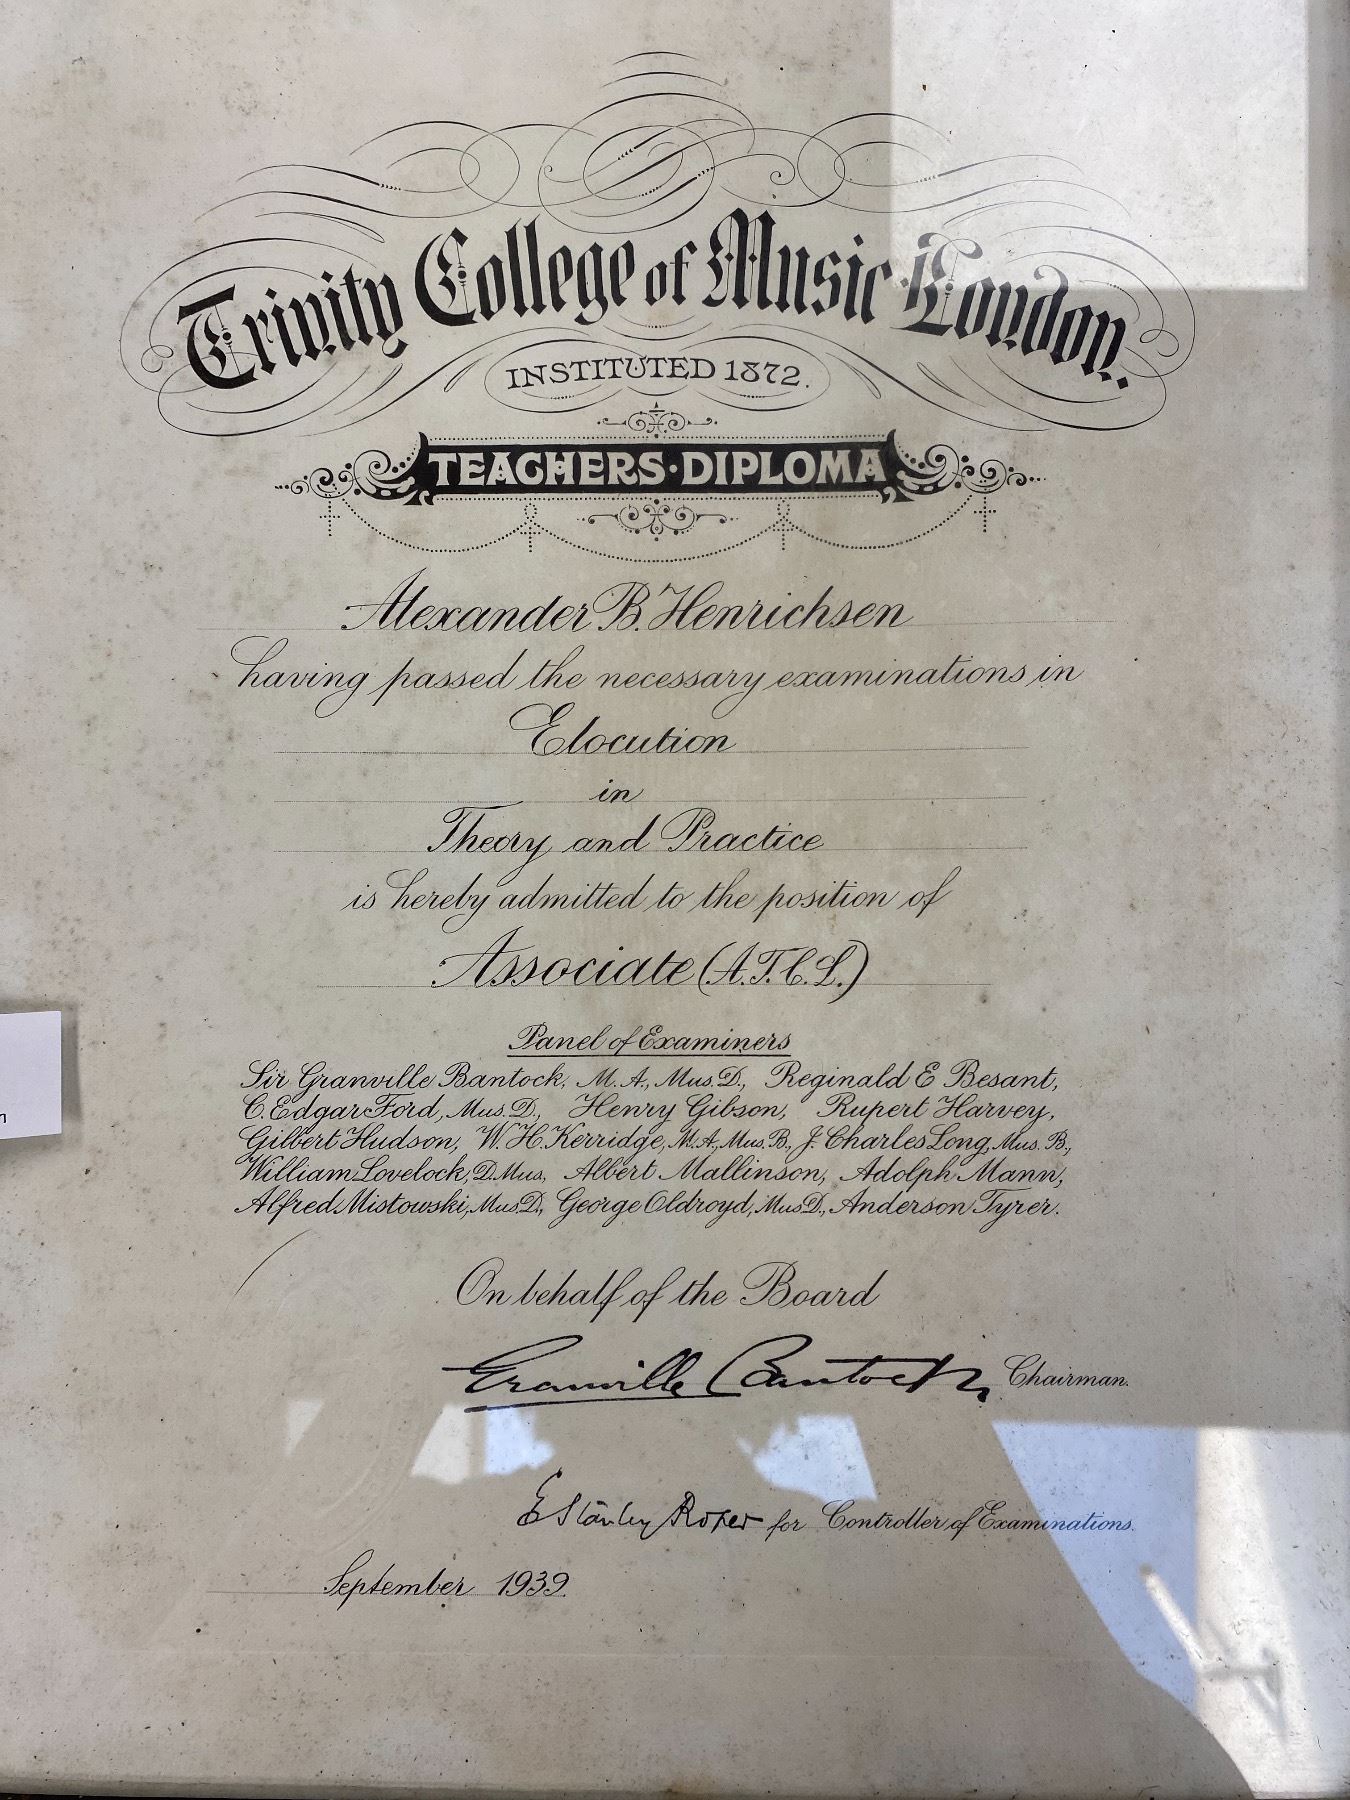 Trinity College of Music London.
INSTITUTED 1872.
TEACHERS·DIPLOMA
Alexander B. Henrichsen
having passed the necessary examinations in
Elocution
in
Theory and Practice
is hereby admitted to the position of
Associate (A.T.C.L.)
Panel of Examiners
Sir Granville Bantock, M.A., Mus.D., Reginald E Besant,
C. Edgar Ford, Mus.D., Henry Gibson, Rupert Harvey,
Gilbert Hudson, W.H. Kerridge, M.A., Mus.B., J. Charles Long, Mus.B.,
William Lovelock, D.Mus, Albert Mallinson, Adolph Mann,
Alfred Mistowski, Mus.D., George Oldroyd, Mus.D., Anderson Tyrer.
On behalf of the Board
Granville Bantock, Chairman.
E Stanley Roper for Controller of Examinations.
September 1939